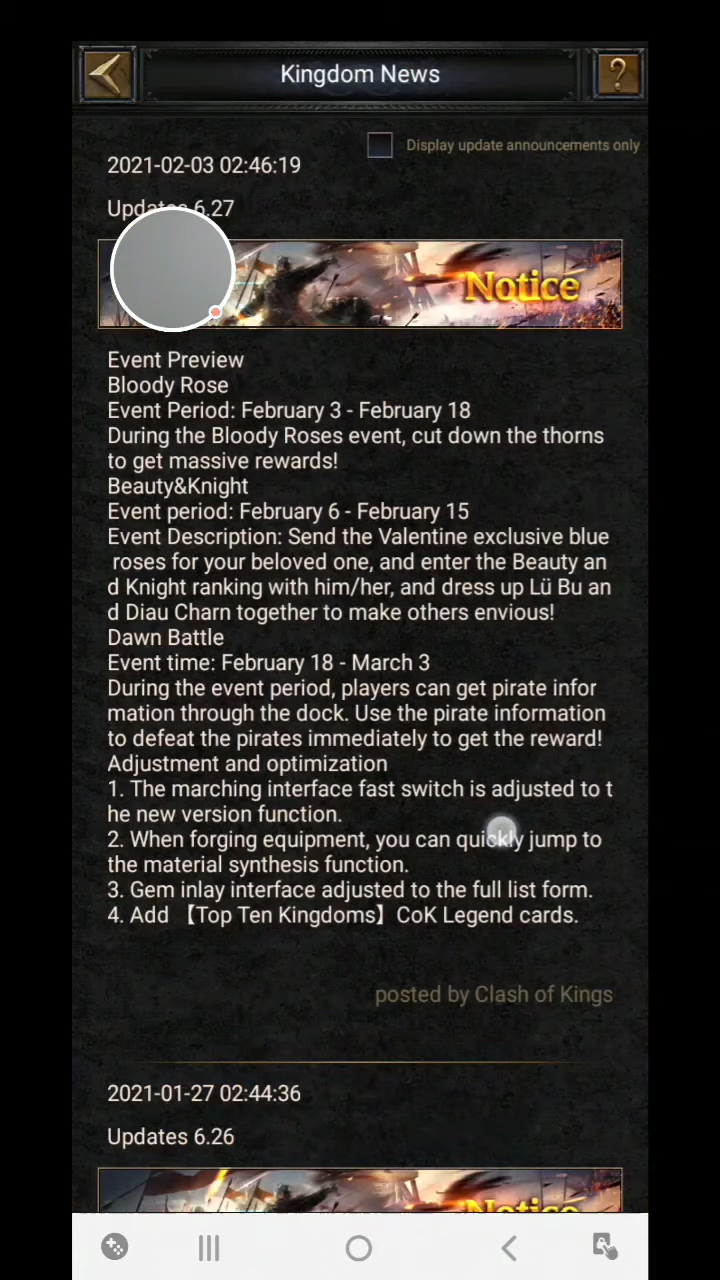 Kingdom News
Display update announcements only
2021-02-03 02:46:19
Updates 6.27
Notice
Event Preview
Bloody Rose
Event Period: February 3 - February 18
During the Bloody Roses event, cut down the thorns
to get massive rewards!
Beauty&Knight
Event period: February 6 - February 15
Event Description: Send the Valentine exclusive blue
roses for your beloved one, and enter the Beauty an
d Knight ranking with him/her, and dress up Lü Bu an
d Diau Charn together to make others envious!
Dawn Battle
Event time: February 18 - March 3
During the event period, players can get pirate infor
mation through the dock. Use the pirate information
to defeat the pirates immediately to get the reward!
Adjustment and optimization
1. The marching interface fast switch is adjusted to t
he new version function.
2. When forging equipment, you can quickly jump to
the material synthesis function.
3. Gem inlay interface adjusted to the full list form.
4. Add 【Top Ten Kingdoms】CoK Legend cards.
posted by Clash of Kings
2021-01-27 02:44:36
Updates 6.26
Notice